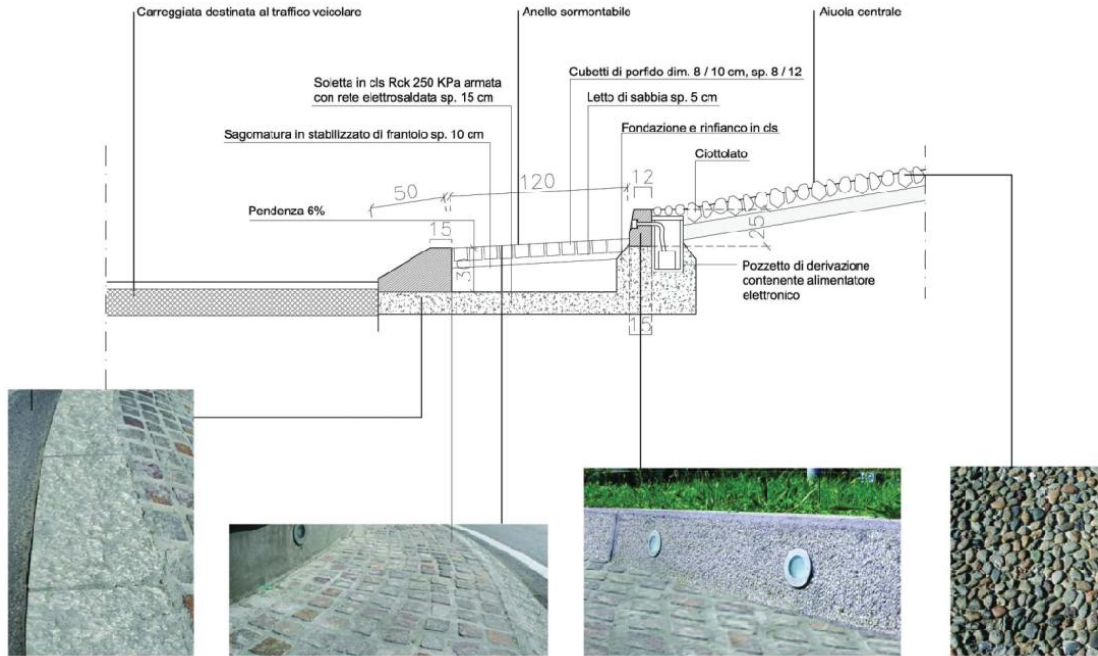 Carreggiata destinata al traffico veicolare
Anello sormontabile
Aiuola centrale
Soletta in cls Rck 250 KPa armata
con rete elettrosaldata sp. 15 cm
Cubetti di porfido dim. 8 / 10 cm, sp. 8 / 12
Letto di sabbia sp. 5 cm
Sagomatura in stabilizzato di frantoio sp. 10 cm
Fondazione e rinfianco in cls
Ciottolato
50
120
12
Pendenza 6%
15
25
30
Pozzetto di derivazione
contenente alimentatore
elettronico
15